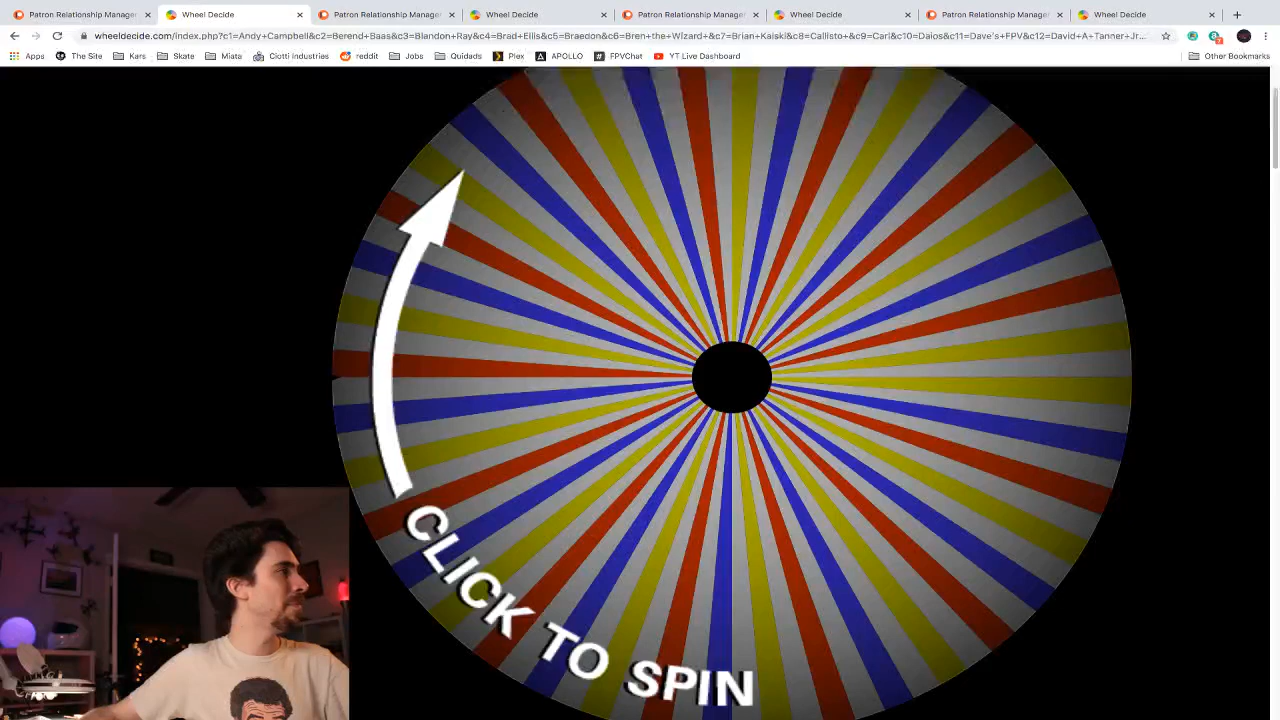 Patron Relationship Manager Wheel Decide Patron Relationship Manager Wheel Decide Patron Relationship Manager Wheel Decide Patron Relationship Manager Wheel Decide
wheeldecide.com/index.php?c1=Andy+Campbell&c2=Berend+Baas&c3=Blandon+Ray&c4=Brad+Ellis&c5=Braedon&c6=Bren+the+Wizard+&c7=Brian+Kaiski&c8=Callisto+&c9=Carl&c10=Daios&c11=Dave's+FPV&c12=David+A+Tanner+Jr...
Apps The Site Kars Skate Miata Ciotti Industries reddit Jobs Quidads Plex APOLLO FPVChat YT Live Dashboard Other Bookmarks
CLICK TO SPIN